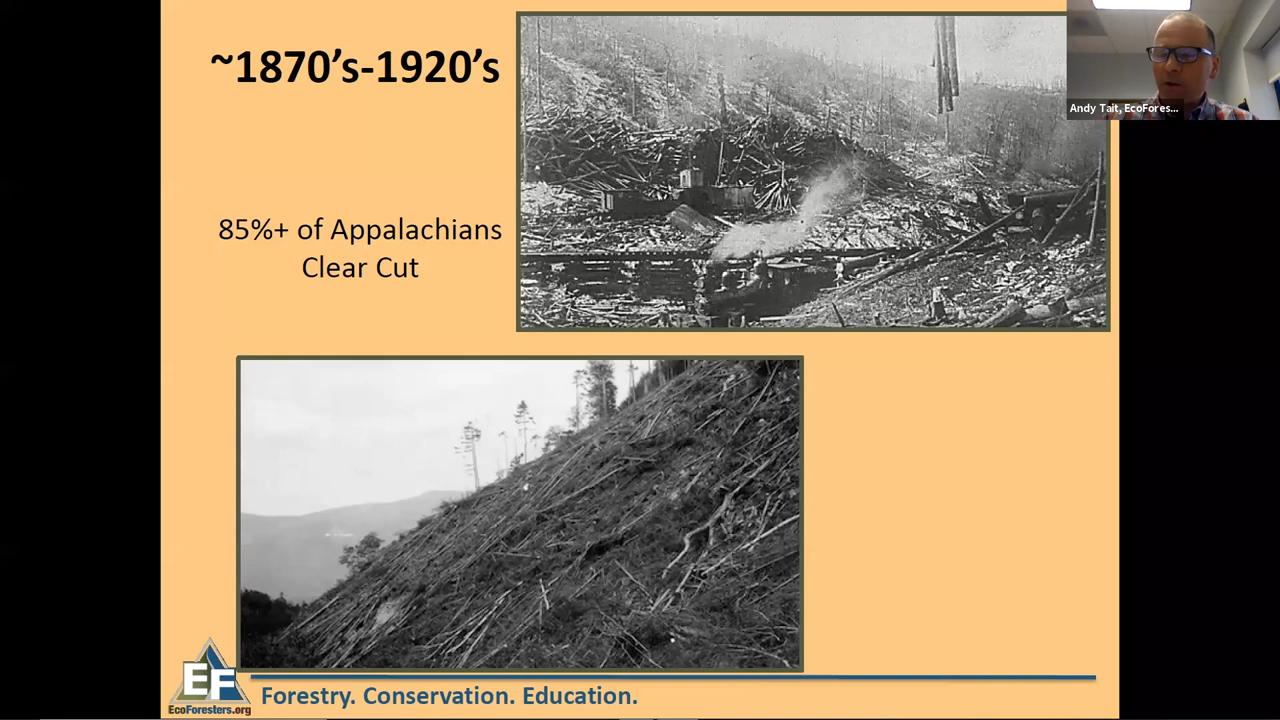 ~1870's-1920's
Andy Tait, EcoFores...
85%+ of Appalachians
Clear Cut
EF
EcoForesters.org
Forestry. Conservation. Education.